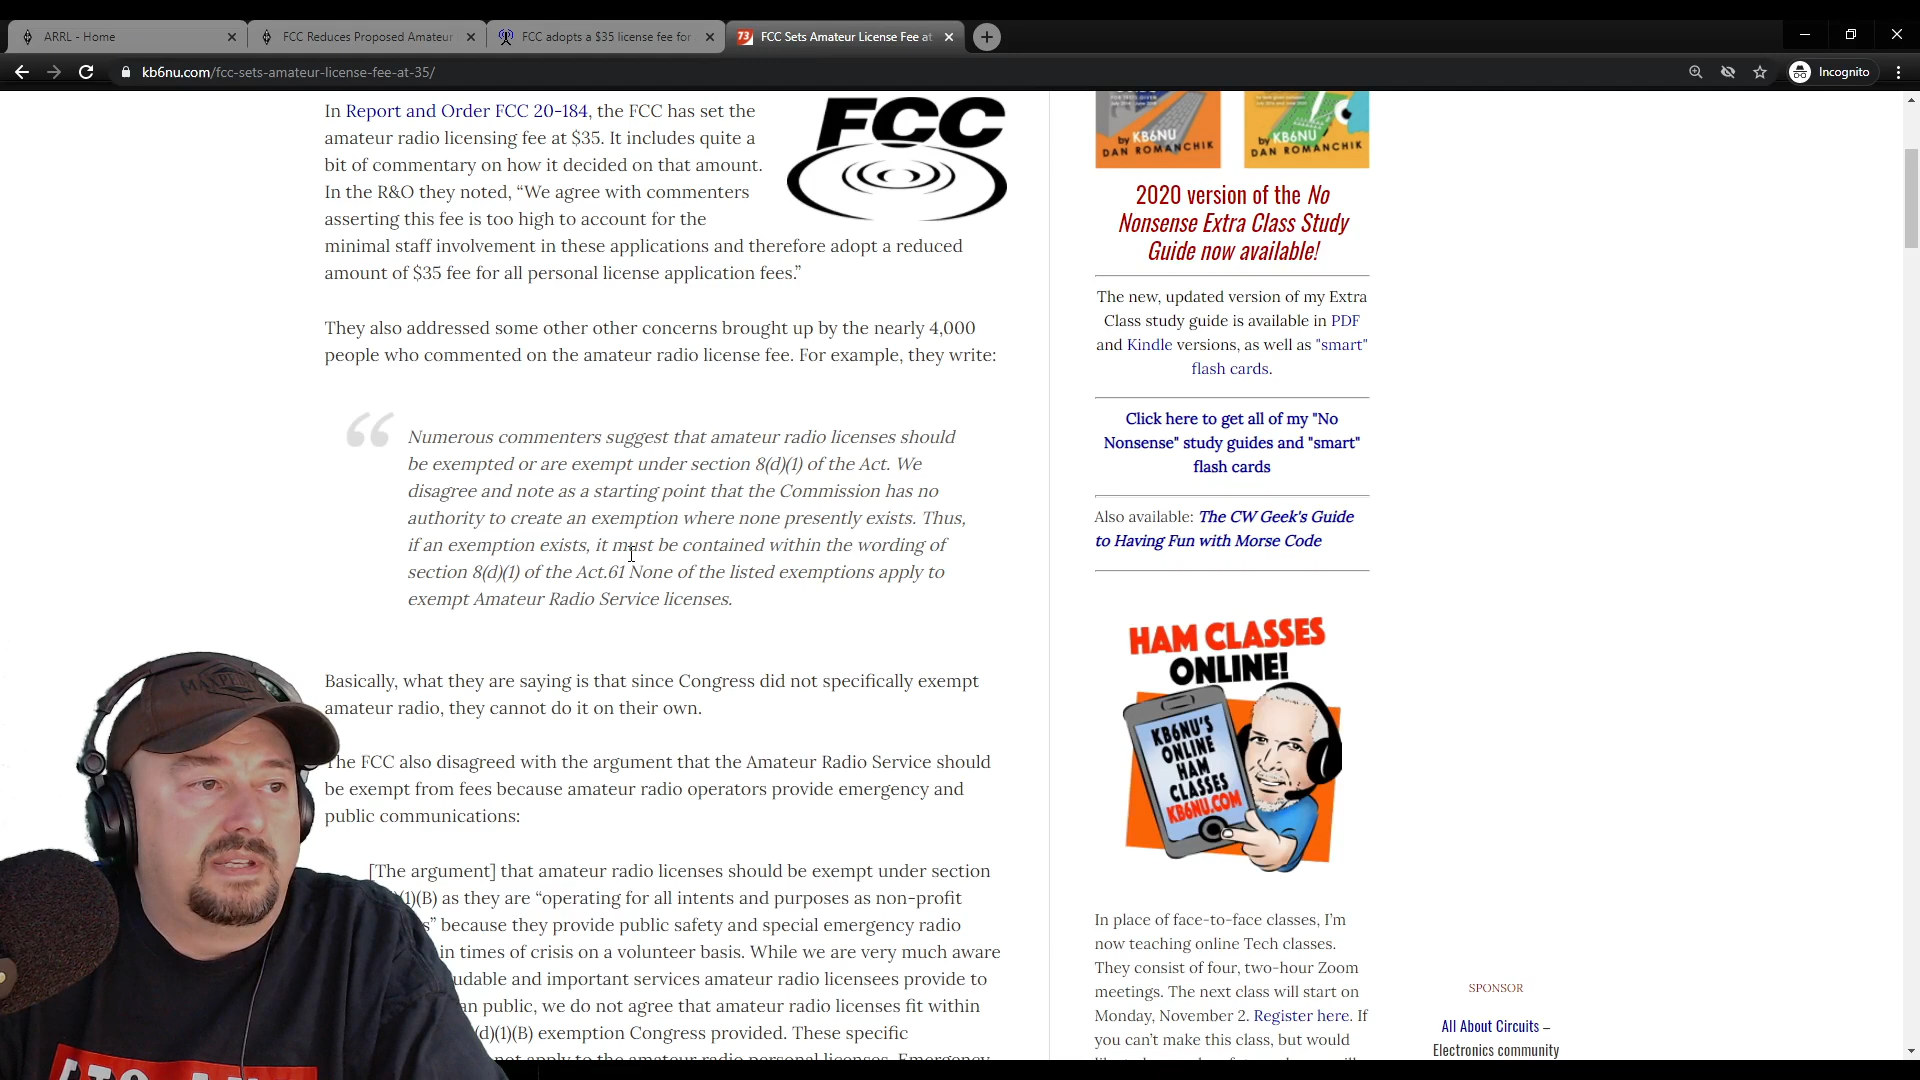 ARRL - Home
FCC Reduces Proposed Amateur
FCC adopts a $35 license fee for
73
FCC Sets Amateur License Fee at
kb6nu.com/fcc-sets-amateur-license-fee-at-35/
Incognito
In Report and Order FCC 20-184, the FCC has set the
amateur radio licensing fee at $35. It includes quite a
bit of commentary on how it decided on that amount.
In the R&O they noted, “We agree with commenters
asserting this fee is too high to account for the
minimal staff involvement in these applications and therefore adopt a reduced
amount of $35 fee for all personal license application fees.”
FCC
They also addressed some other other concerns brought up by the nearly 4,000
people who commented on the amateur radio license fee. For example, they write:
“
Numerous commenters suggest that amateur radio licenses should
be exempted or are exempt under section 8(d)(1) of the Act. We
disagree and note as a starting point that the Commission has no
authority to create an exemption where none presently exists. Thus,
if an exemption exists, it must be contained within the wording of
section 8(d)(1) of the Act.61 None of the listed exemptions apply to
exempt Amateur Radio Service licenses.
Basically, what they are saying is that since Congress did not specifically exempt
amateur radio, they cannot do it on their own.
The FCC also disagreed with the argument that the Amateur Radio Service should
be exempt from fees because amateur radio operators provide emergency and
public communications:
[The argument] that amateur radio licenses should be exempt under section
)(1)(B) as they are “operating for all intents and purposes as non-profit
s” because they provide public safety and special emergency radio
in times of crisis on a volunteer basis. While we are very much aware
udable and important services amateur radio licensees provide to
an public, we do not agree that amateur radio licenses fit within
(d)(1)(B) exemption Congress provided. These specific
not apply to the amateur radio personal licenses. Emergency
by KB6NU
DAN ROMANCHIK
by KB6NU
DAN ROMANCHIK
2020 version of the No
Nonsense Extra Class Study
Guide now available!
The new, updated version of my Extra
Class study guide is available in PDF
and Kindle versions, as well as "smart"
flash cards.
Click here to get all of my "No
Nonsense" study guides and "smart"
flash cards
Also available: The CW Geek's Guide
to Having Fun with Morse Code
HAM CLASSES
ONLINE!
KB6NU'S
ONLINE
HAM
CLASSES
KB6NU.COM
In place of face-to-face classes, I'm
now teaching online Tech classes.
They consist of four, two-hour Zoom
meetings. The next class will start on
Monday, November 2. Register here. If
you can't make this class, but would
SPONSOR
All About Circuits –
Electronics community